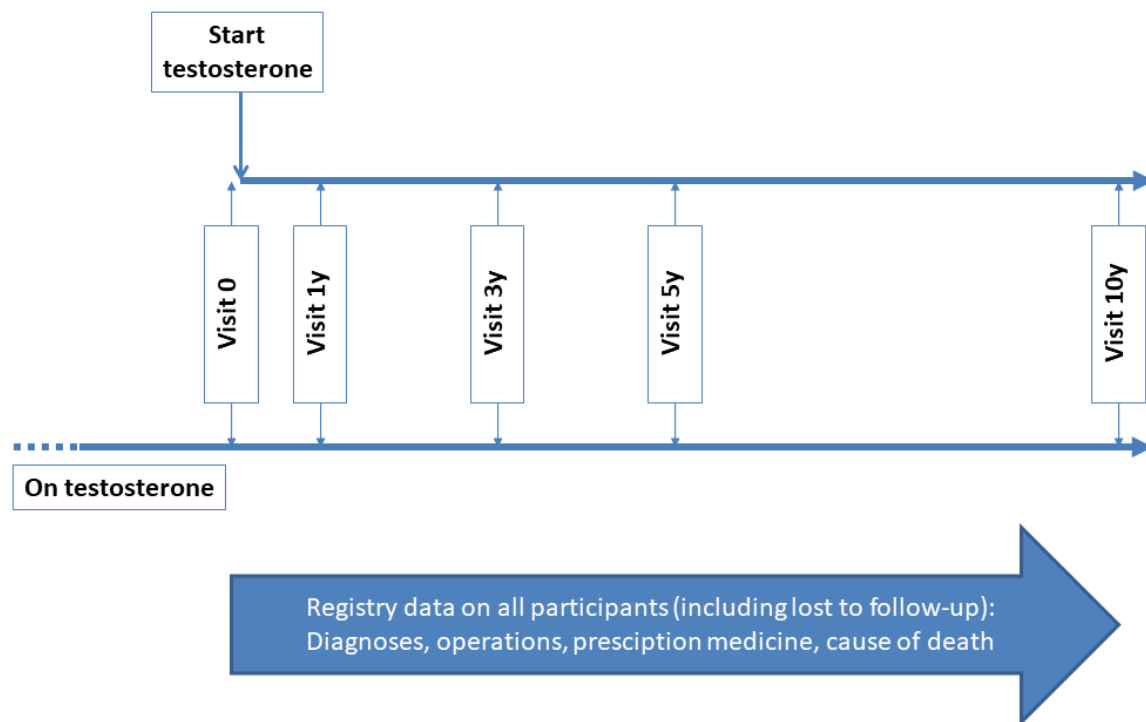 Start
testosterone
Visit 0
Visit 1y
Visit 3y
Visit 5y
Visit 10y
On testosterone
Registry data on all participants (including lost to follow-up):
Diagnoses, operations, presciption medicine, cause of death